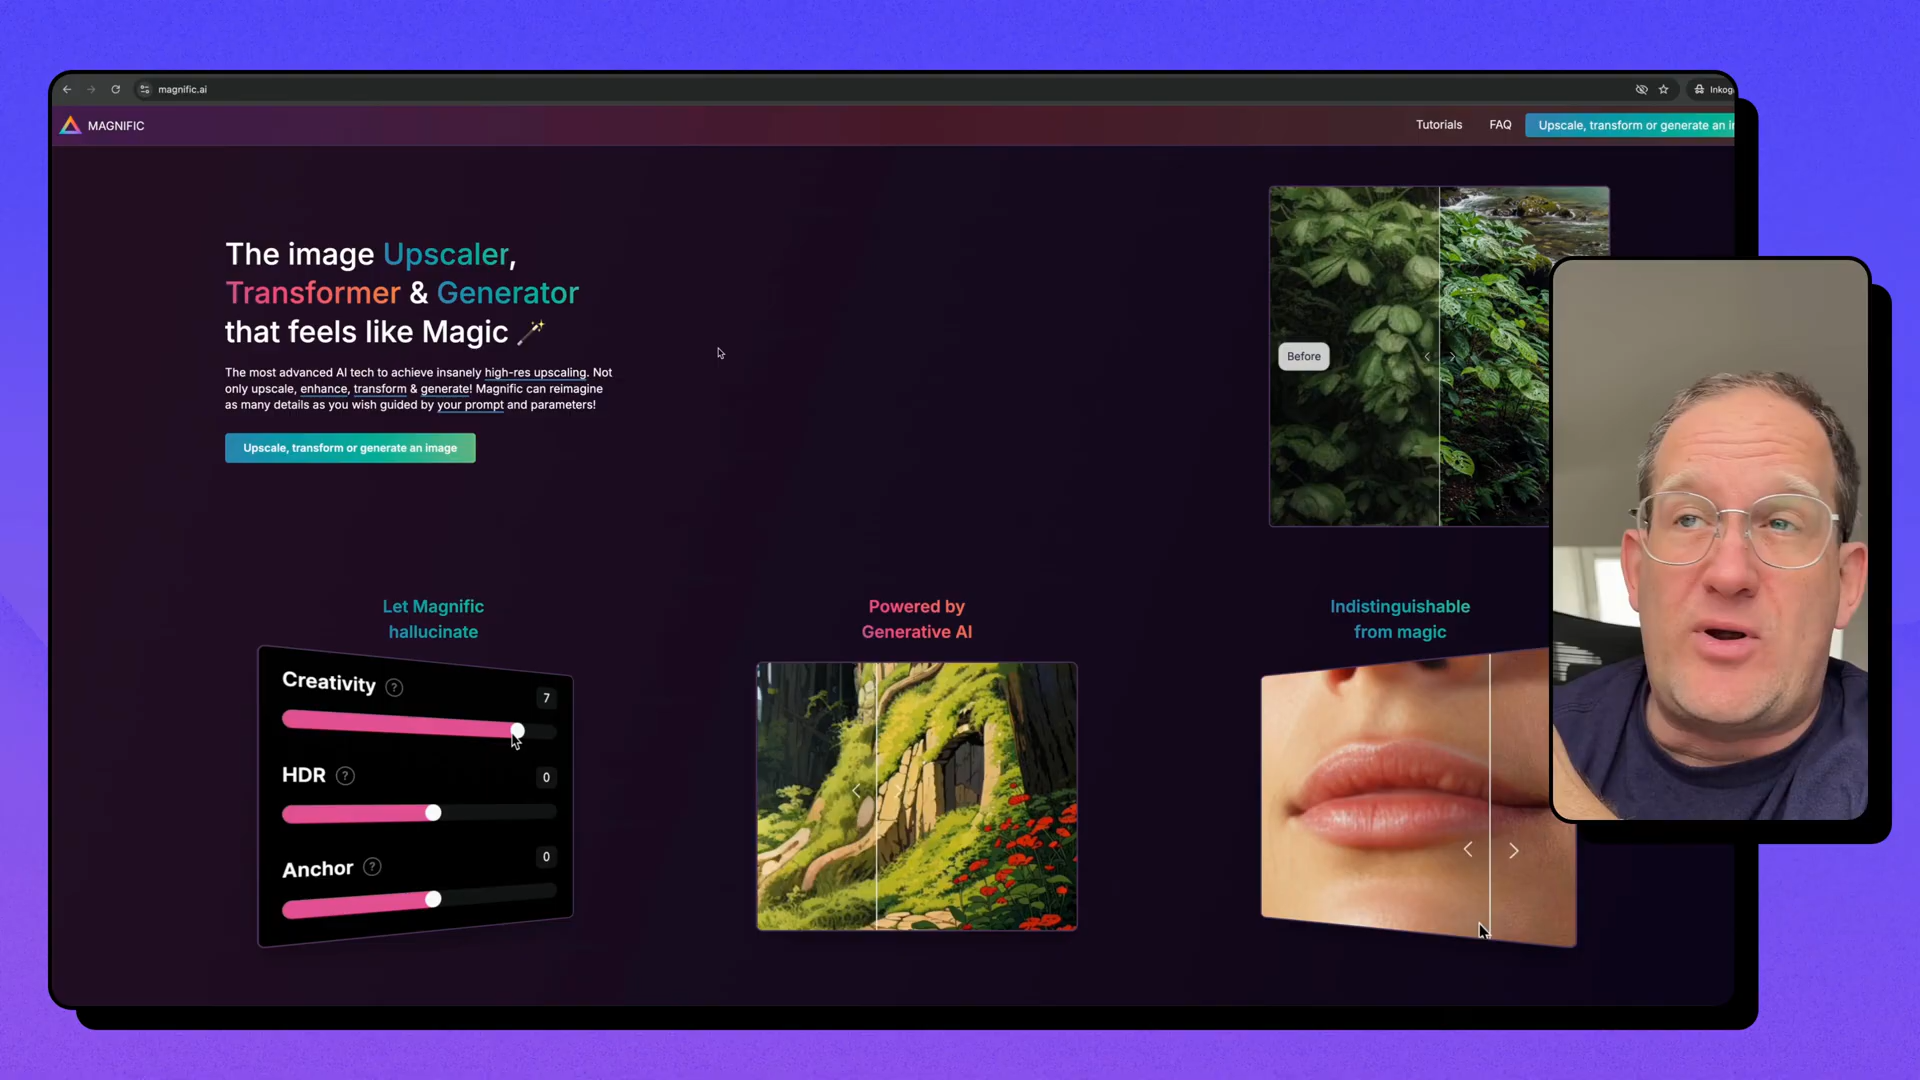 magnific.ai
Inkog
MAGNIFIC
Tutorials
FAQ
Upscale, transform or generate an i
The image Upscaler,
Transformer & Generator
that feels like Magic
The most advanced AI tech to achieve insanely high-res upscaling. Not
only upscale, enhance, transform & generate! Magnific can reimagine
as many details as you wish guided by your prompt and parameters!
Upscale, transform or generate an image
Before
Let Magnific
hallucinate
Creativity ? 7
HDR ? 0
Anchor ? 0
Powered by
Generative AI
Indistinguishable
from magic